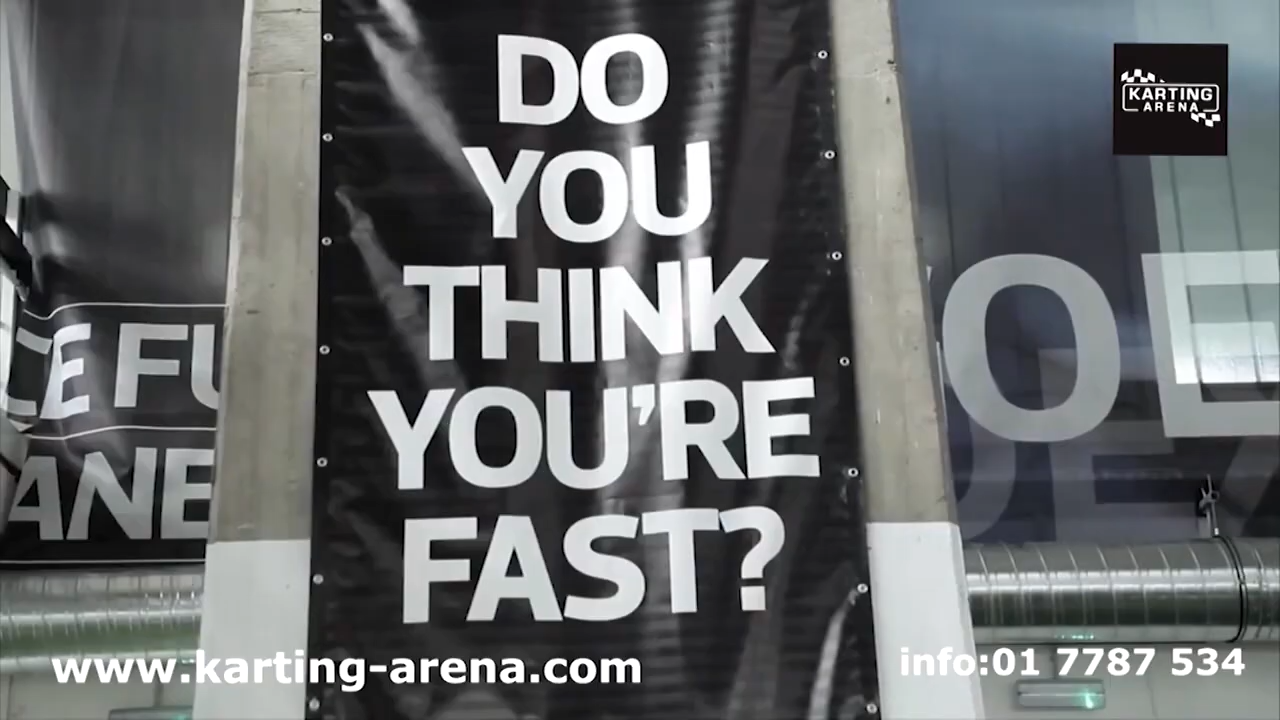 DO
YOU
THINK
YOU'RE
FAST?
KARTING
ARENA
www.karting-arena.com
info:01 7787 534